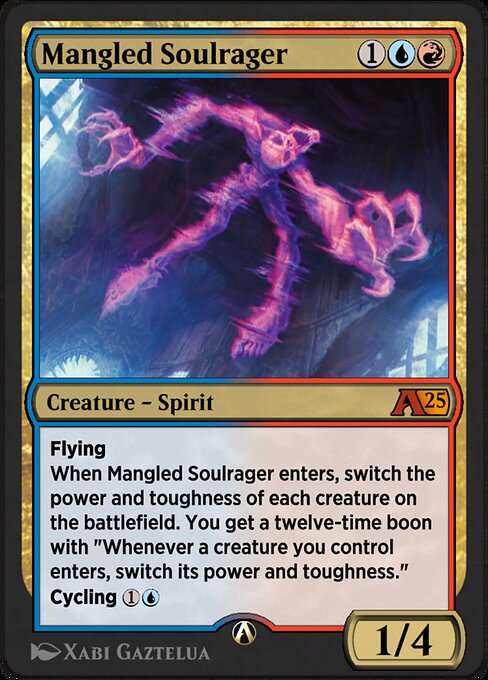 Mangled Soulrager 1
A25
Creature – Spirit
Flying
When Mangled Soulrager enters, switch the
power and toughness of each creature on
the battlefield. You get a twelve-time boon
with "Whenever a creature you control
enters, switch its power and toughness."
Cycling 1
1/4
Xabi Gaztelua